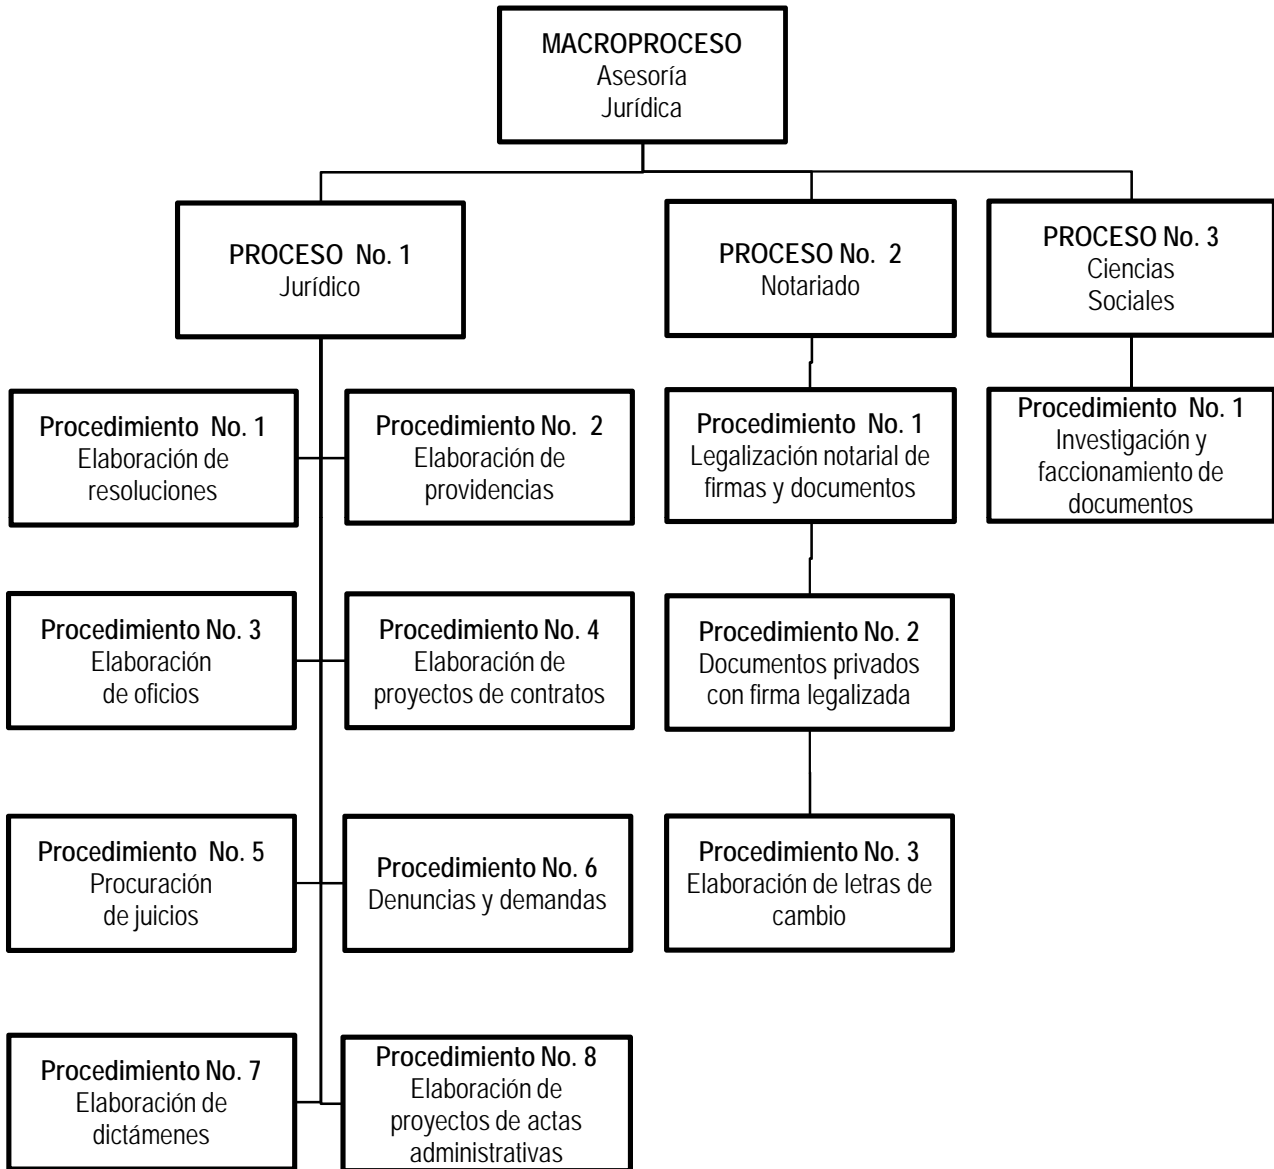 MACROPROCESO
Asesoría
Jurídica
PROCESO No. 1
Jurídico
PROCESO No. 2
Notariado
PROCESO No. 3
Ciencias
Sociales
Procedimiento No. 1
Elaboración de
resoluciones
Procedimiento No. 2
Elaboración de
providencias
Procedimiento No. 1
Legalización notarial de
firmas y documentos
Procedimiento No. 1
Investigación y
faccionamiento de
documentos
Procedimiento No. 3
Elaboración
de oficios
Procedimiento No. 4
Elaboración de
proyectos de contratos
Procedimiento No. 2
Documentos privados
con firma legalizada
Procedimiento No. 5
Procuración
de juicios
Procedimiento No. 6
Denuncias y demandas
Procedimiento No. 3
Elaboración de letras de
cambio
Procedimiento No. 7
Elaboración de
dictámenes
Procedimiento No. 8
Elaboración de
proyectos de actas
administrativas